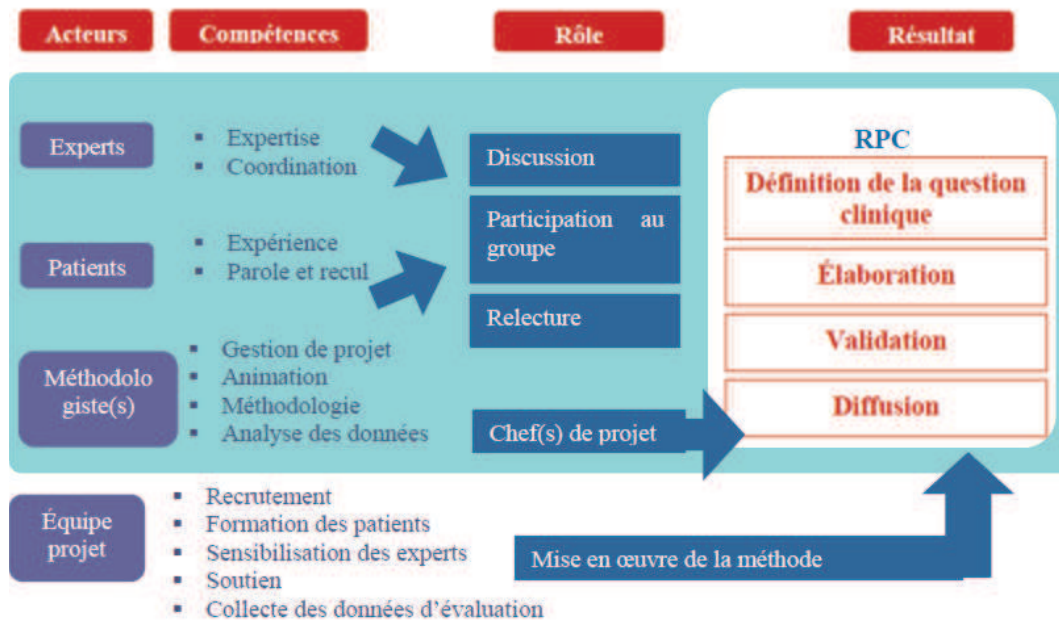 Acteurs
Compétences
Rôle
Résultat
Experts
▪ Expertise
▪ Coordination
Patients
▪ Expérience
▪ Parole et recul
Méthodolo
giste(s)
▪ Gestion de projet
▪ Animation
▪ Méthodologie
▪ Analyse des données
Discussion
Participation au
groupe
Relecture
Chef(s) de projet
RPC
Définition de la question
clinique
Élaboration
Validation
Diffusion
Équipe
projet
▪ Recrutement
▪ Formation des patients
▪ Sensibilisation des experts
▪ Soutien
▪ Collecte des données d’évaluation
Mise en œuvre de la méthode